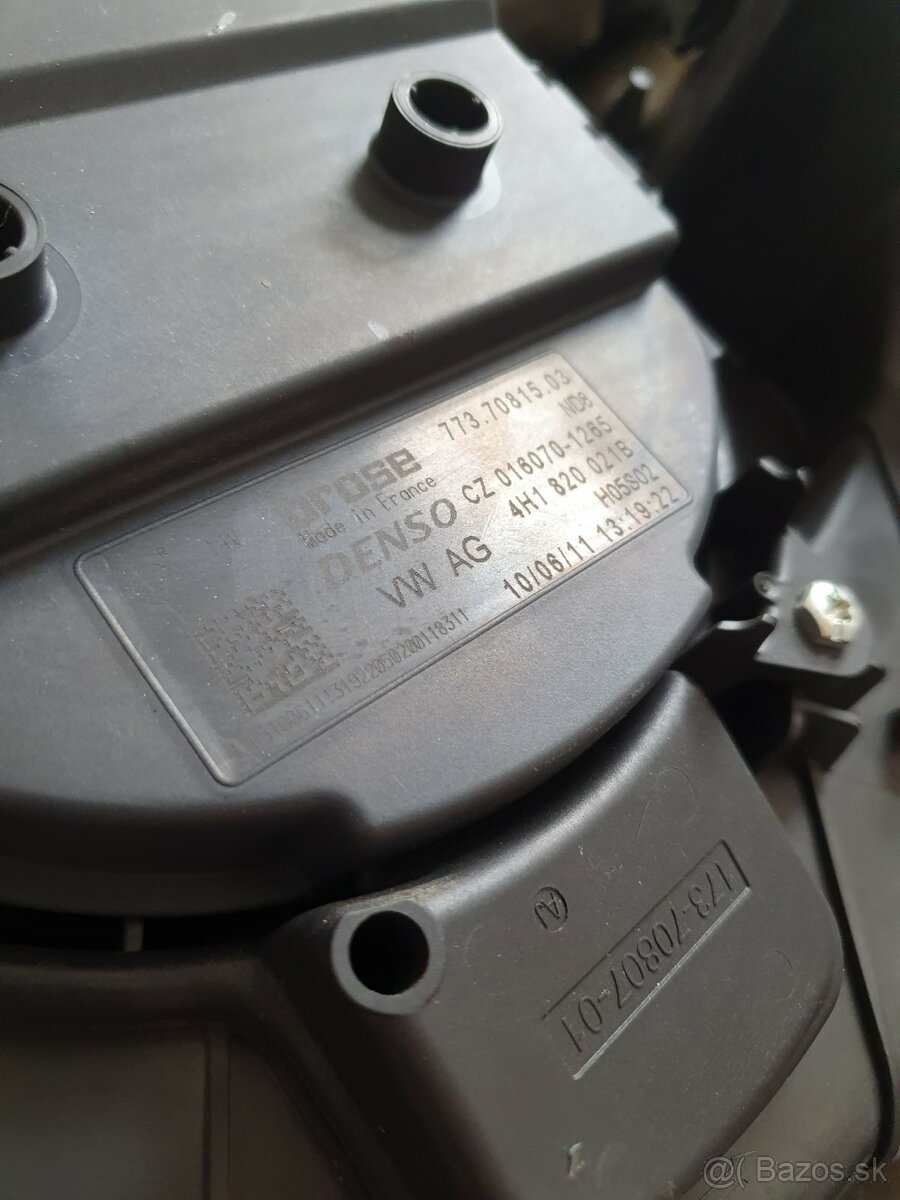 brose 773.70815.03
Made in France ND8
DENSO CZ 016070-1265
VW AG 4H1 820 021B
H05S02
10/06/11 13:19:22
173-70807-01
Bazos.sk